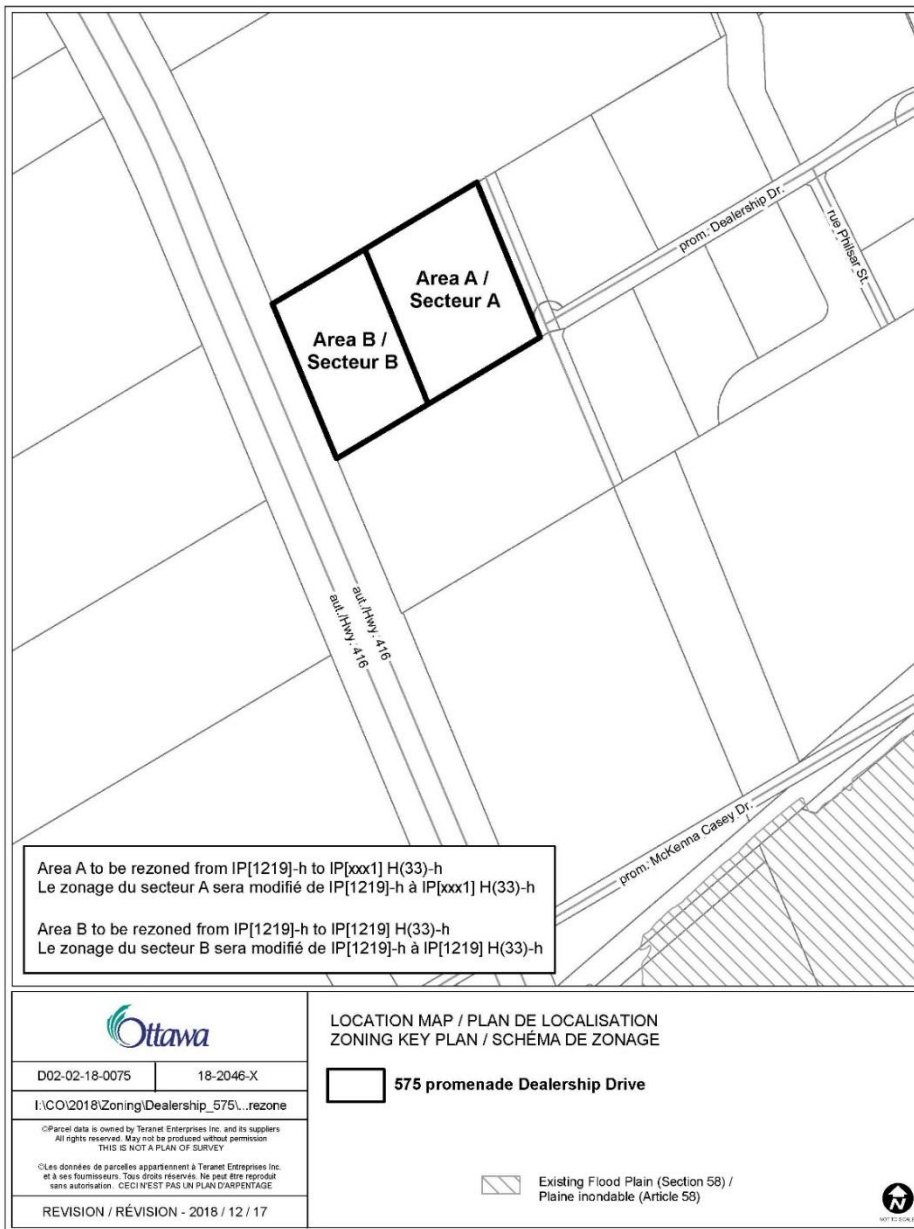 prom. Dealership Dr.
rue Philsar St.
Area A /
Secteur A
Area B /
Secteur B
aut./Hwy. 416
aut./Hwy. 416
prom. McKenna Casey Dr.
Area A to be rezoned from IP[1219]-h to IP[xxx1] H(33)-h
Le zonage du secteur A sera modifié de IP[1219]-h à IP[xxx1] H(33)-h
Area B to be rezoned from IP[1219]-h to IP[1219] H(33)-h
Le zonage du secteur B sera modifié de IP[1219]-h à IP[1219] H(33)-h
Ottawa
D02-02-18-0075
18-2046-X
I:\CO\2018\Zoning\Dealership_575\...rezone
©Parcel data is owned by Teranet Enterprises Inc. and its suppliers
All rights reserved. May not be produced without permission
THIS IS NOT A PLAN OF SURVEY
©Les données de parcelles appartiennent à Teranet Entreprises Inc.
et à ses fournisseurs. Tous droits réservés. Ne peut être reproduit
sans autorisation. CECI N'EST PAS UN PLAN D'ARPENTAGE
REVISION / RÉVISION - 2018 / 12 / 17
LOCATION MAP / PLAN DE LOCALISATION
ZONING KEY PLAN / SCHÉMA DE ZONAGE
575 promenade Dealership Drive
Existing Flood Plain (Section 58) /
Plaine inondable (Article 58)
N
NOT TO SCALE